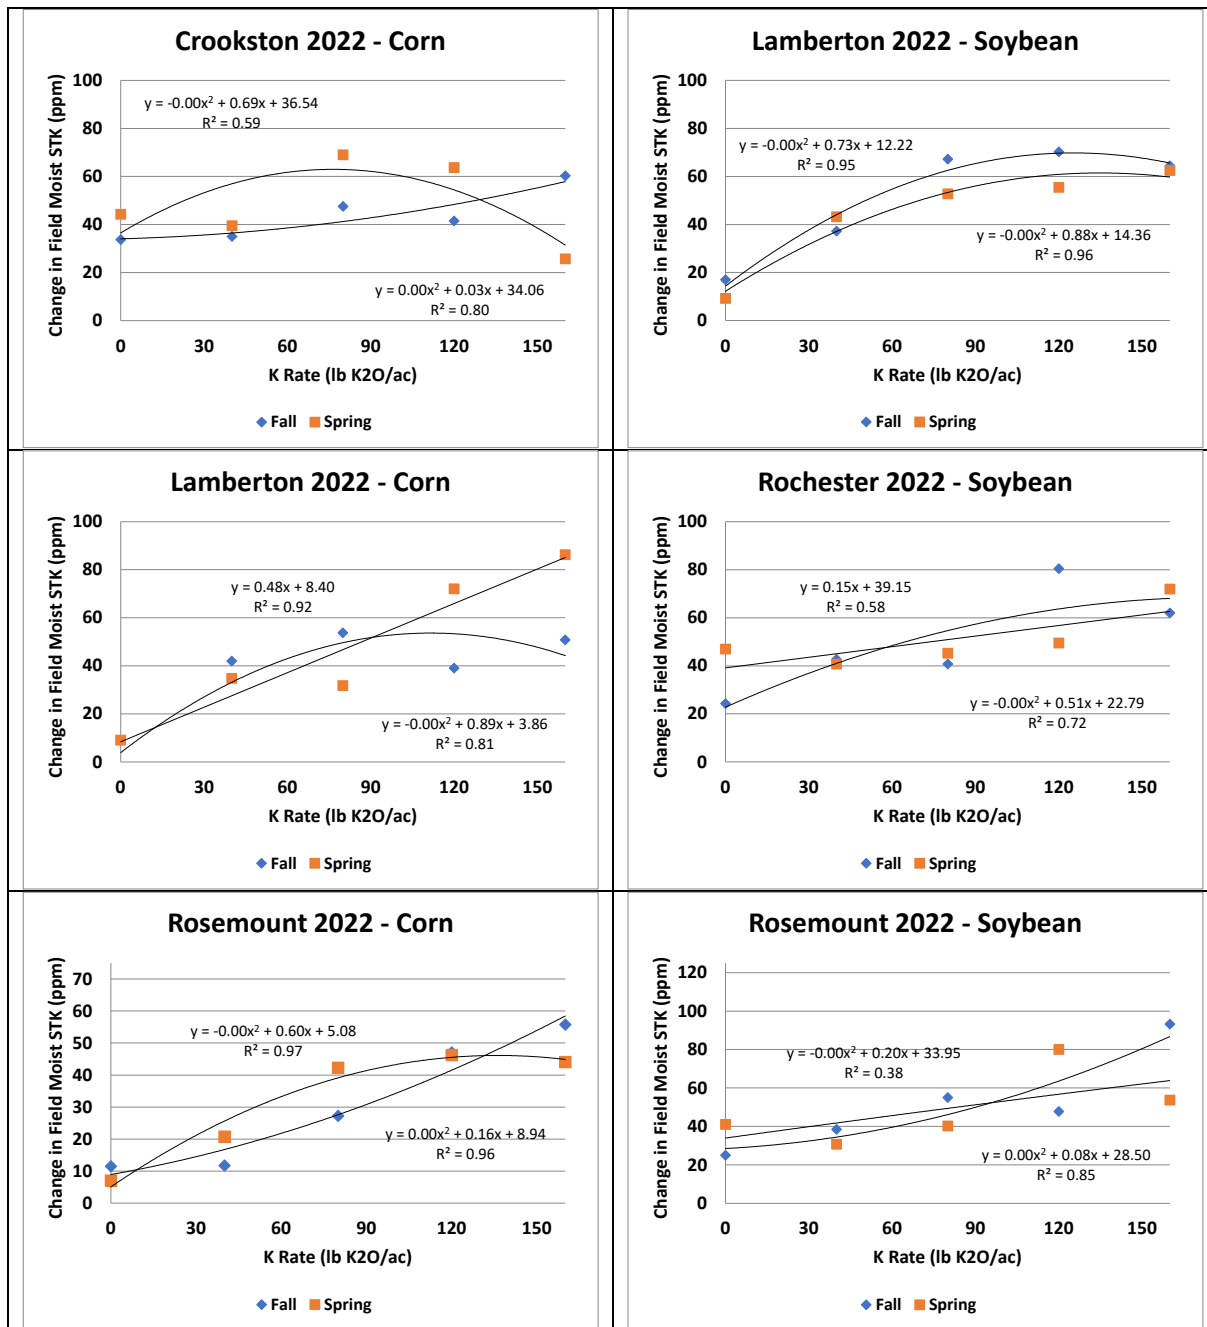 Crookston 2022 - Corn
Change in Field Moist STK (ppm)
100
80
60
40
20
0
y = -0.00x² + 0.69x + 36.54
R² = 0.59
y = 0.00x² + 0.03x + 34.06
R² = 0.80
0 30 60 90 120 150
K Rate (lb K2O/ac)
Fall Spring
Lamberton 2022 - Soybean
Change in Field Moist STK (ppm)
100
80
60
40
20
0
y = -0.00x² + 0.73x + 12.22
R² = 0.95
y = -0.00x² + 0.88x + 14.36
R² = 0.96
0 30 60 90 120 150
K Rate (lb K2O/ac)
Fall Spring
Lamberton 2022 - Corn
Change in Field Moist STK (ppm)
100
80
60
40
20
0
y = 0.48x + 8.40
R² = 0.92
y = -0.00x² + 0.89x + 3.86
R² = 0.81
0 30 60 90 120 150
K Rate (lb K2O/ac)
Fall Spring
Rochester 2022 - Soybean
Change in Field Moist STK (ppm)
100
80
60
40
20
0
y = 0.15x + 39.15
R² = 0.58
y = -0.00x² + 0.51x + 22.79
R² = 0.72
0 30 60 90 120 150
K Rate (lb K2O/ac)
Fall Spring
Rosemount 2022 - Corn
Change in Field Moist STK (ppm)
70
60
50
40
30
20
10
0
y = -0.00x² + 0.60x + 5.08
R² = 0.97
y = 0.00x² + 0.16x + 8.94
R² = 0.96
0 30 60 90 120 150
K Rate (lb K2O/ac)
Fall Spring
Rosemount 2022 - Soybean
Change in Field Moist STK (ppm)
120
100
80
60
40
20
0
y = -0.00x² + 0.20x + 33.95
R² = 0.38
y = 0.00x² + 0.08x + 28.50
R² = 0.85
0 30 60 90 120 150
K Rate (lb K2O/ac)
Fall Spring